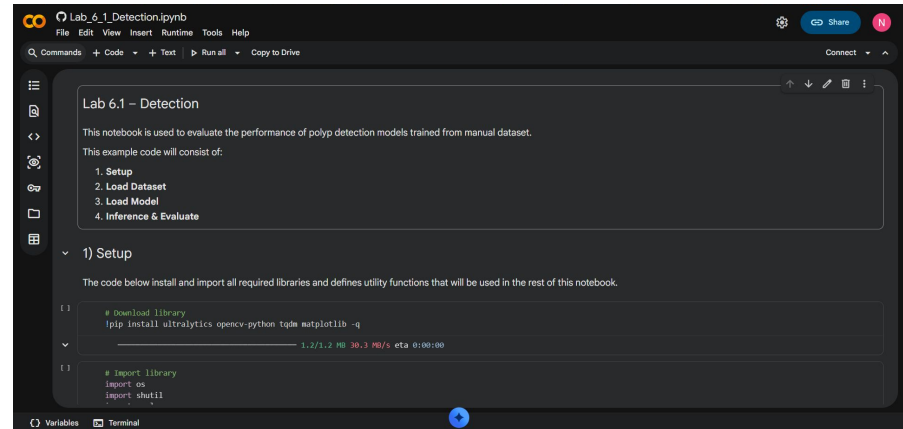 Lab_6_1_Detection.ipynb
File Edit View Insert Runtime Tools Help
Share
N
Commands + Code + Text Run all Copy to Drive
Connect
Lab 6.1 – Detection
This notebook is used to evaluate the performance of polyp detection models trained from manual dataset.
This example code will consist of:
1. Setup
2. Load Dataset
3. Load Model
4. Inference & Evaluate
1) Setup
The code below install and import all required libraries and defines utility functions that will be used in the rest of this notebook.
[ ] # Download library
!pip install ultralytics opencv-python tqdm matplotlib -q
1.2/1.2 MB 30.3 MB/s eta 0:00:00
[ ] # Import library
import os
import shutil
Variables Terminal